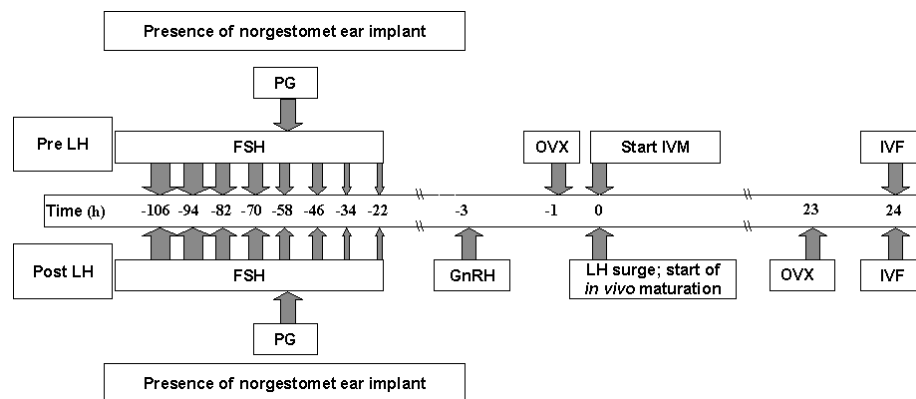 Presence of norgestomet ear implant
PG
Pre LH
FSH
OVX
Start IVM
IVF
Time (h) -106 -94 -82 -70 -58 -46 -34 -22 -3 -1 0 23 24
Post LH
FSH
GnRH
LH surge; start of
in vivo maturation
OVX
IVF
PG
Presence of norgestomet ear implant